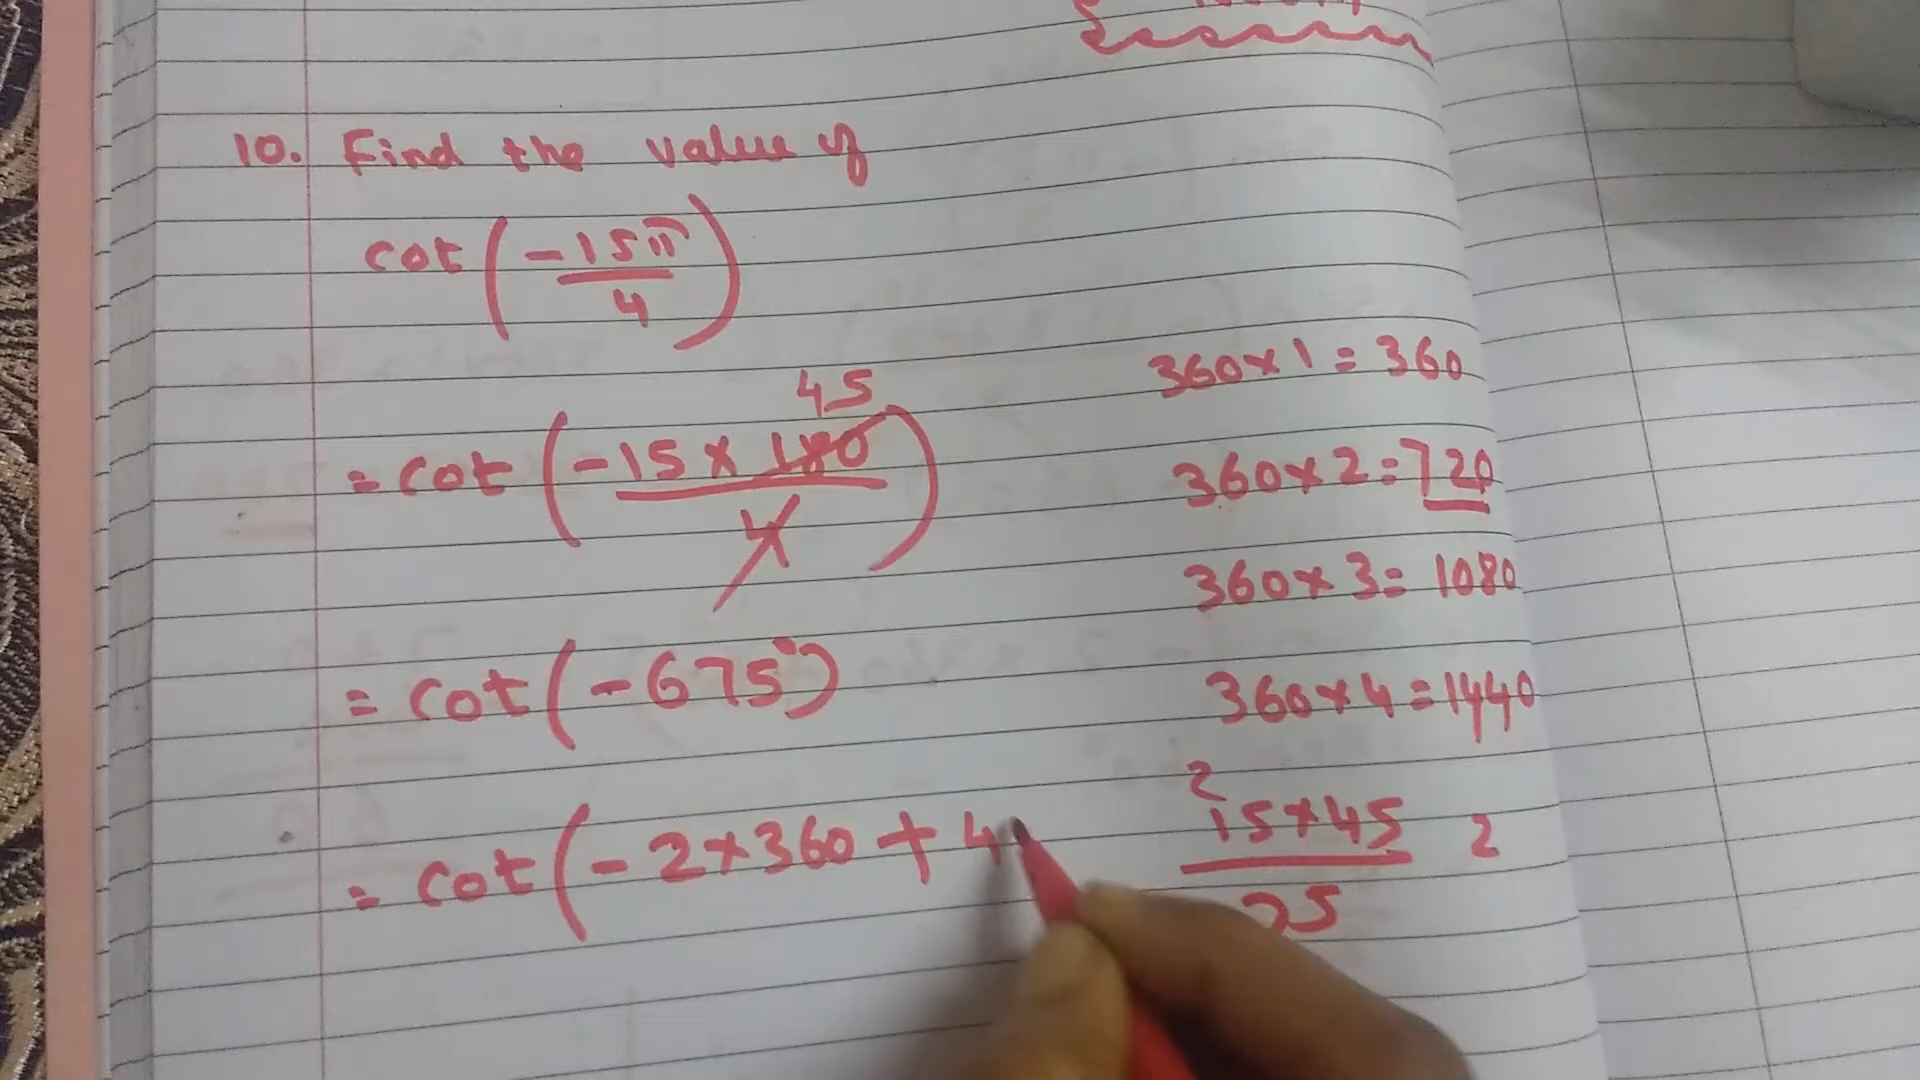 10. Find the value of
cot(-15π/4)
45
= cot(-15 × 180/4)
= cot(-675°)
= cot(-2×360 + 4
360×1 = 360
360×2 = 720
360×3 = 1080
360×4 = 1440
2
15×45 2
25